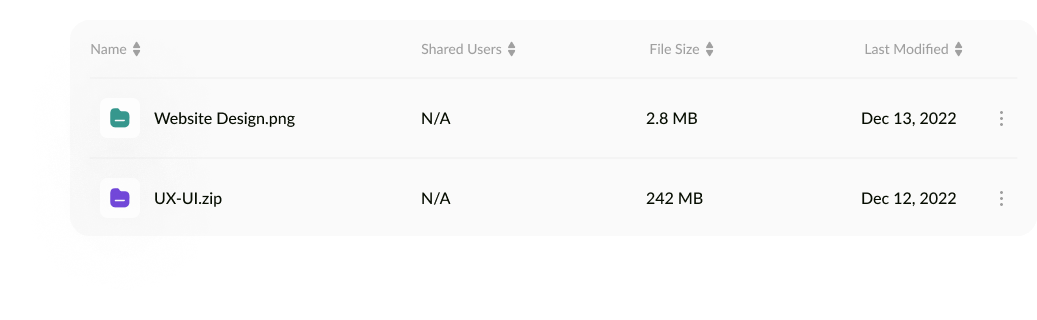 Name Shared Users File Size Last Modified
Website Design.png N/A 2.8 MB Dec 13, 2022
UX-UI.zip N/A 242 MB Dec 12, 2022